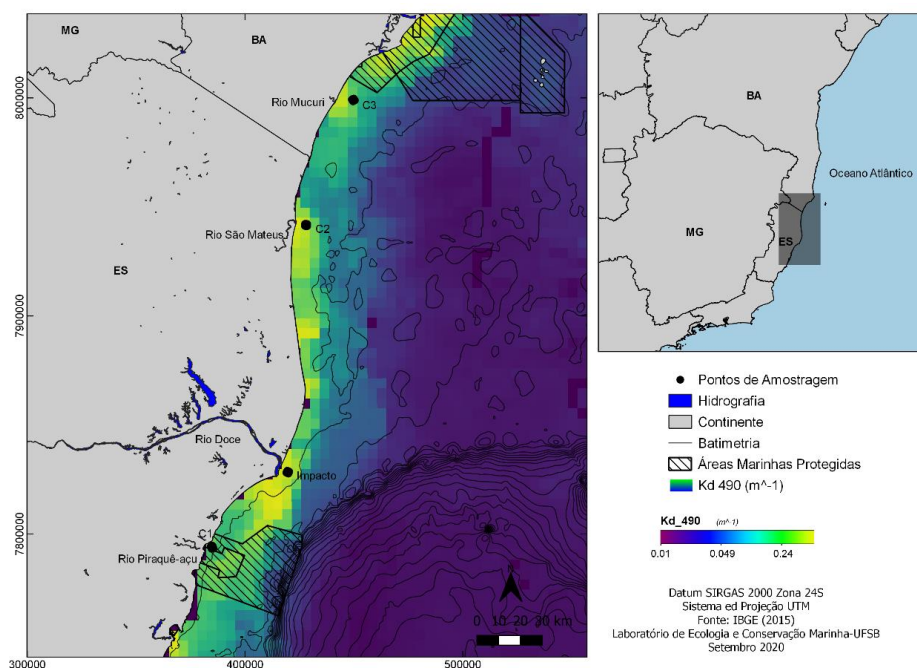 MG
BA
Rio Mucuri
C3
Rio São Mateus
C2
ES
Rio Doce
Impacto
C1
Rio Piraquê-açu
8000000
7900000
7800000
300000
400000
500000
0 10 20 30 km
BA
Oceano Atlântico
MG
ES
Pontos de Amostragem
Hidrografia
Continente
Batimetria
Áreas Marinhas Protegidas
Kd 490 (m^-1)
Kd_490 (m^-1)
0.01 0.049 0.24
Datum SIRGAS 2000 Zona 24S
Sistema ed Projeção UTM
Fonte: IBGE (2015)
Laboratório de Ecologia e Conservação Marinha-UFSB
Setembro 2020